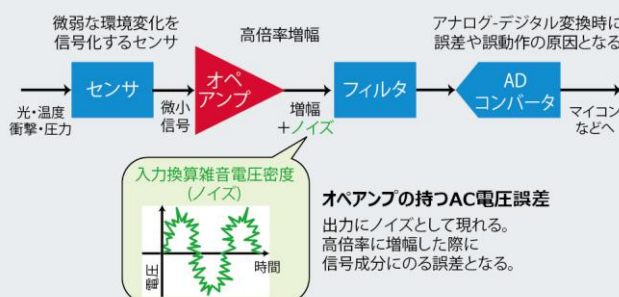 微弱な環境変化を
信号化するセンサ
高倍率増幅
アナログ-デジタル変換時に
誤差や誤動作の原因となる
センサ
オペ
アンプ
フィルタ
AD
コンバータ
光・温度
衝撃・圧力
微小
信号
増幅
+ノイズ
マイコン
などへ
入力換算雑音電圧密度
(ノイズ)
電圧
時間
オペアンプの持つAC電圧誤差
出力にノイズとして現れる。
高倍率に増幅した際に
信号成分にのる誤差となる。